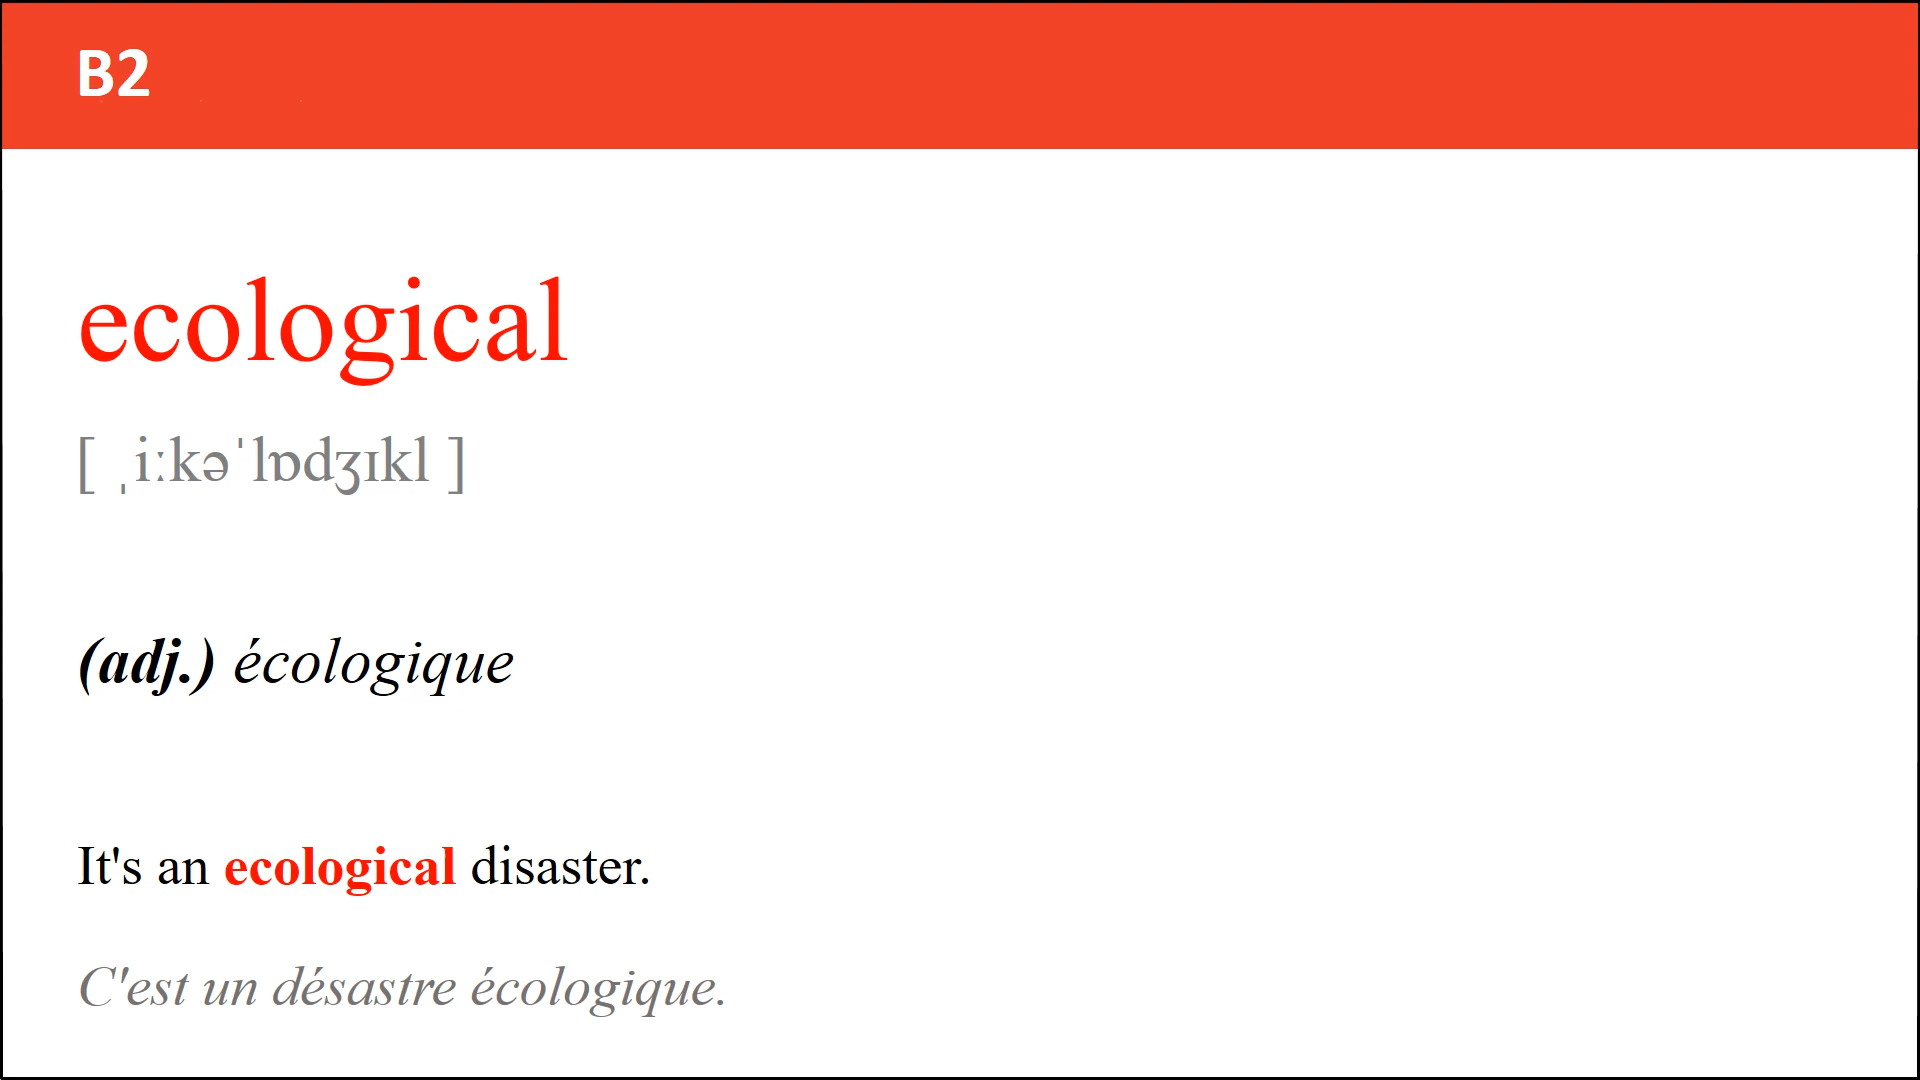 B2
ecological
[ ˌiːkəˈlɒdʒɪkl ]
(adj.) écologique
It's an ecological disaster.
C'est un désastre écologique.